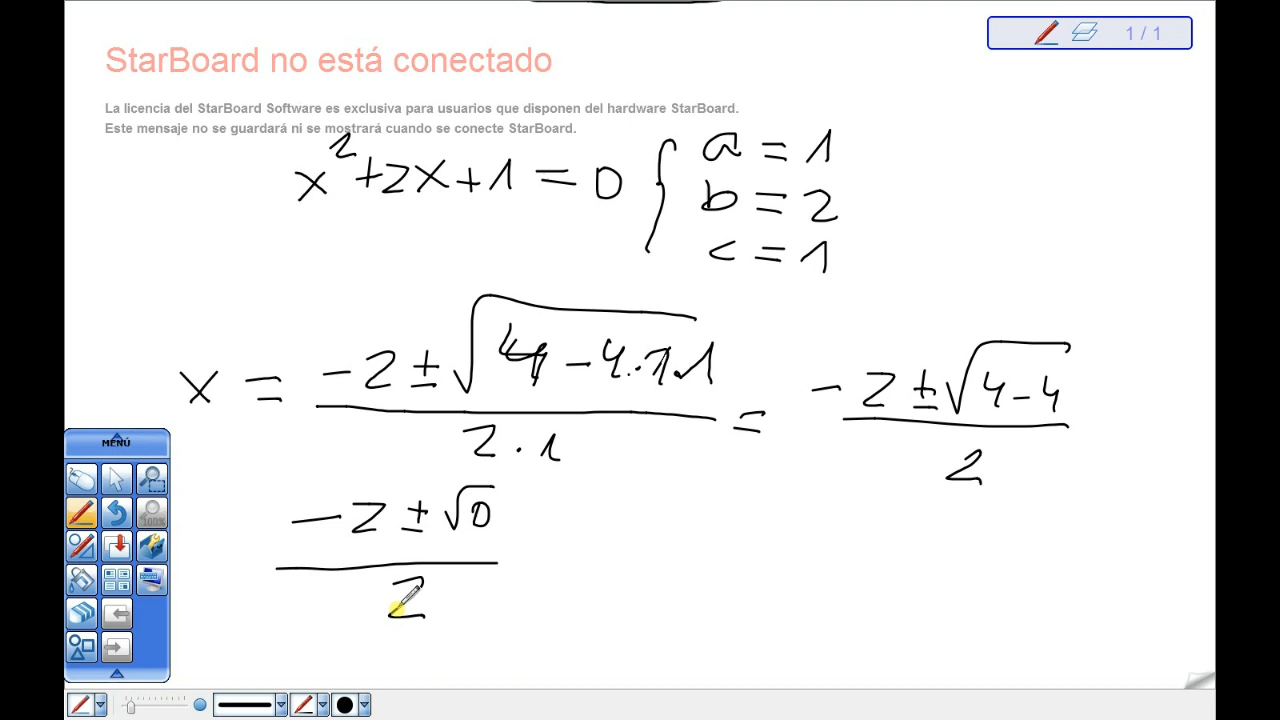 1 / 1
StarBoard no está conectado
La licencia del StarBoard Software es exclusiva para usuarios que disponen del hardware StarBoard.
Este mensaje no se guardará ni se mostrará cuando se conecte StarBoard.
x²+2x+1=0 { a=1
b=2
c=1
x = (-2±√(4-4·1·1))/(2·1) = (-2±√(4-4))/2
(-2±√0)/2
MENÚ
100%